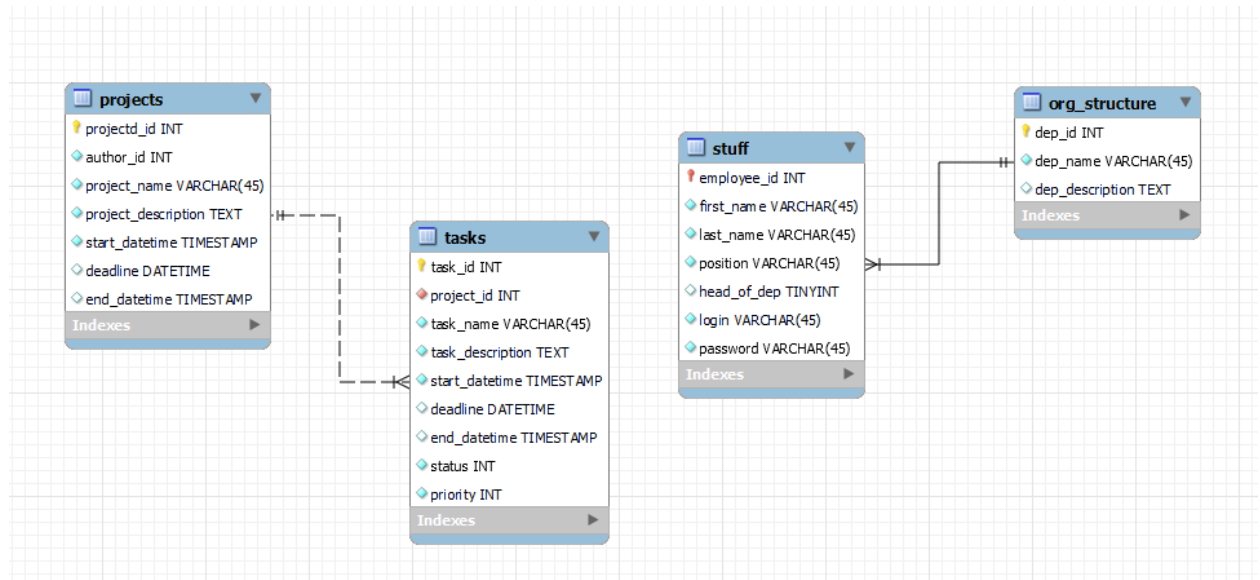 projects
projectd_id INT
author_id INT
project_name VARCHAR(45)
project_description TEXT
start_datetime TIMESTAMP
deadline DATETIME
end_datetime TIMESTAMP
Indexes
tasks
task_id INT
project_id INT
task_name VARCHAR(45)
task_description TEXT
start_datetime TIMESTAMP
deadline DATETIME
end_datetime TIMESTAMP
status INT
priority INT
Indexes
stuff
employee_id INT
first_name VARCHAR(45)
last_name VARCHAR(45)
position VARCHAR(45)
head_of_dep TINYINT
login VARCHAR(45)
password VARCHAR(45)
Indexes
org_structure
dep_id INT
dep_name VARCHAR(45)
dep_description TEXT
Indexes